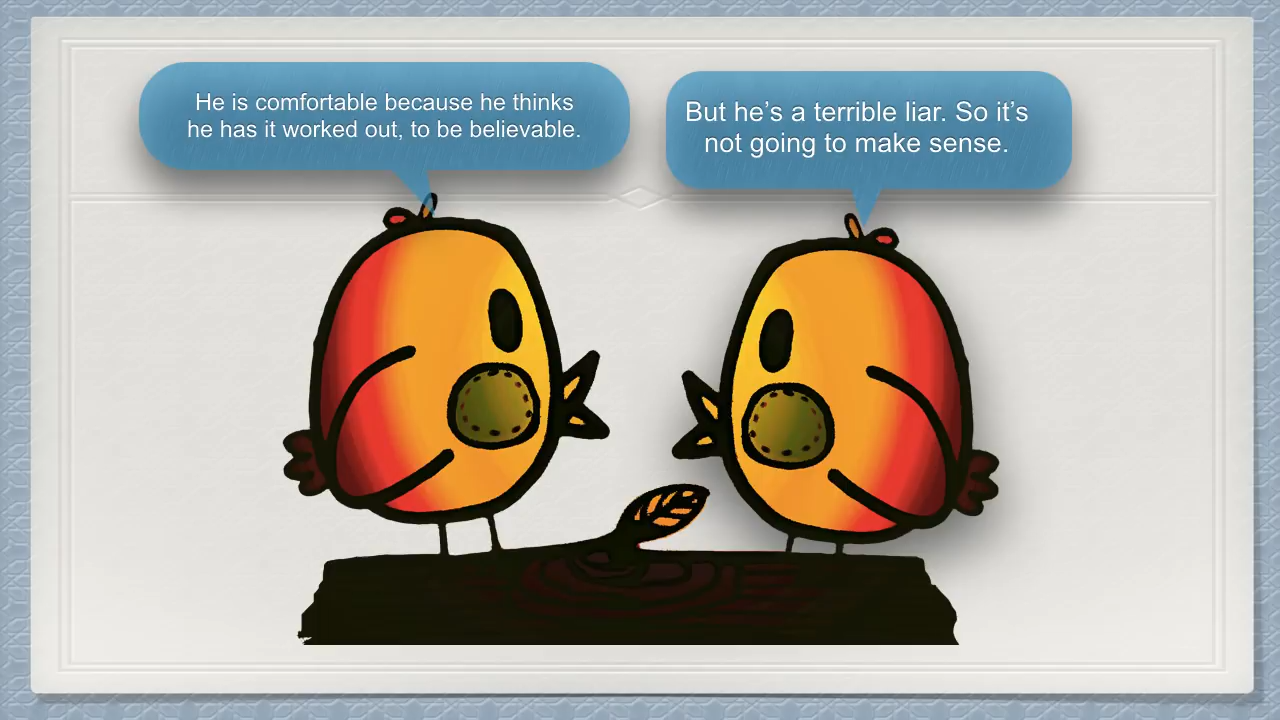 He is comfortable because he thinks
he has it worked out, to be believable.
But he’s a terrible liar. So it’s
not going to make sense.